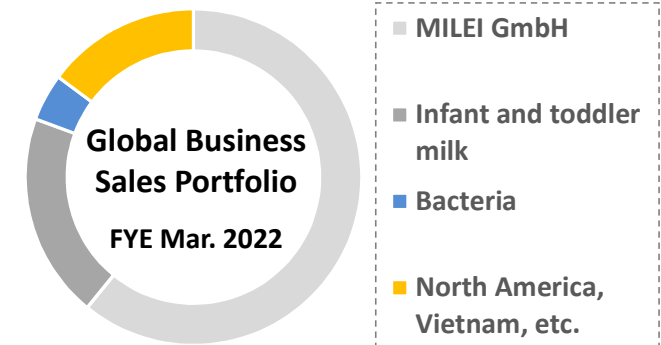 Global Business
Sales Portfolio
FYE Mar. 2022
MILEI GmbH
Infant and toddler
milk
Bacteria
North America,
Vietnam, etc.